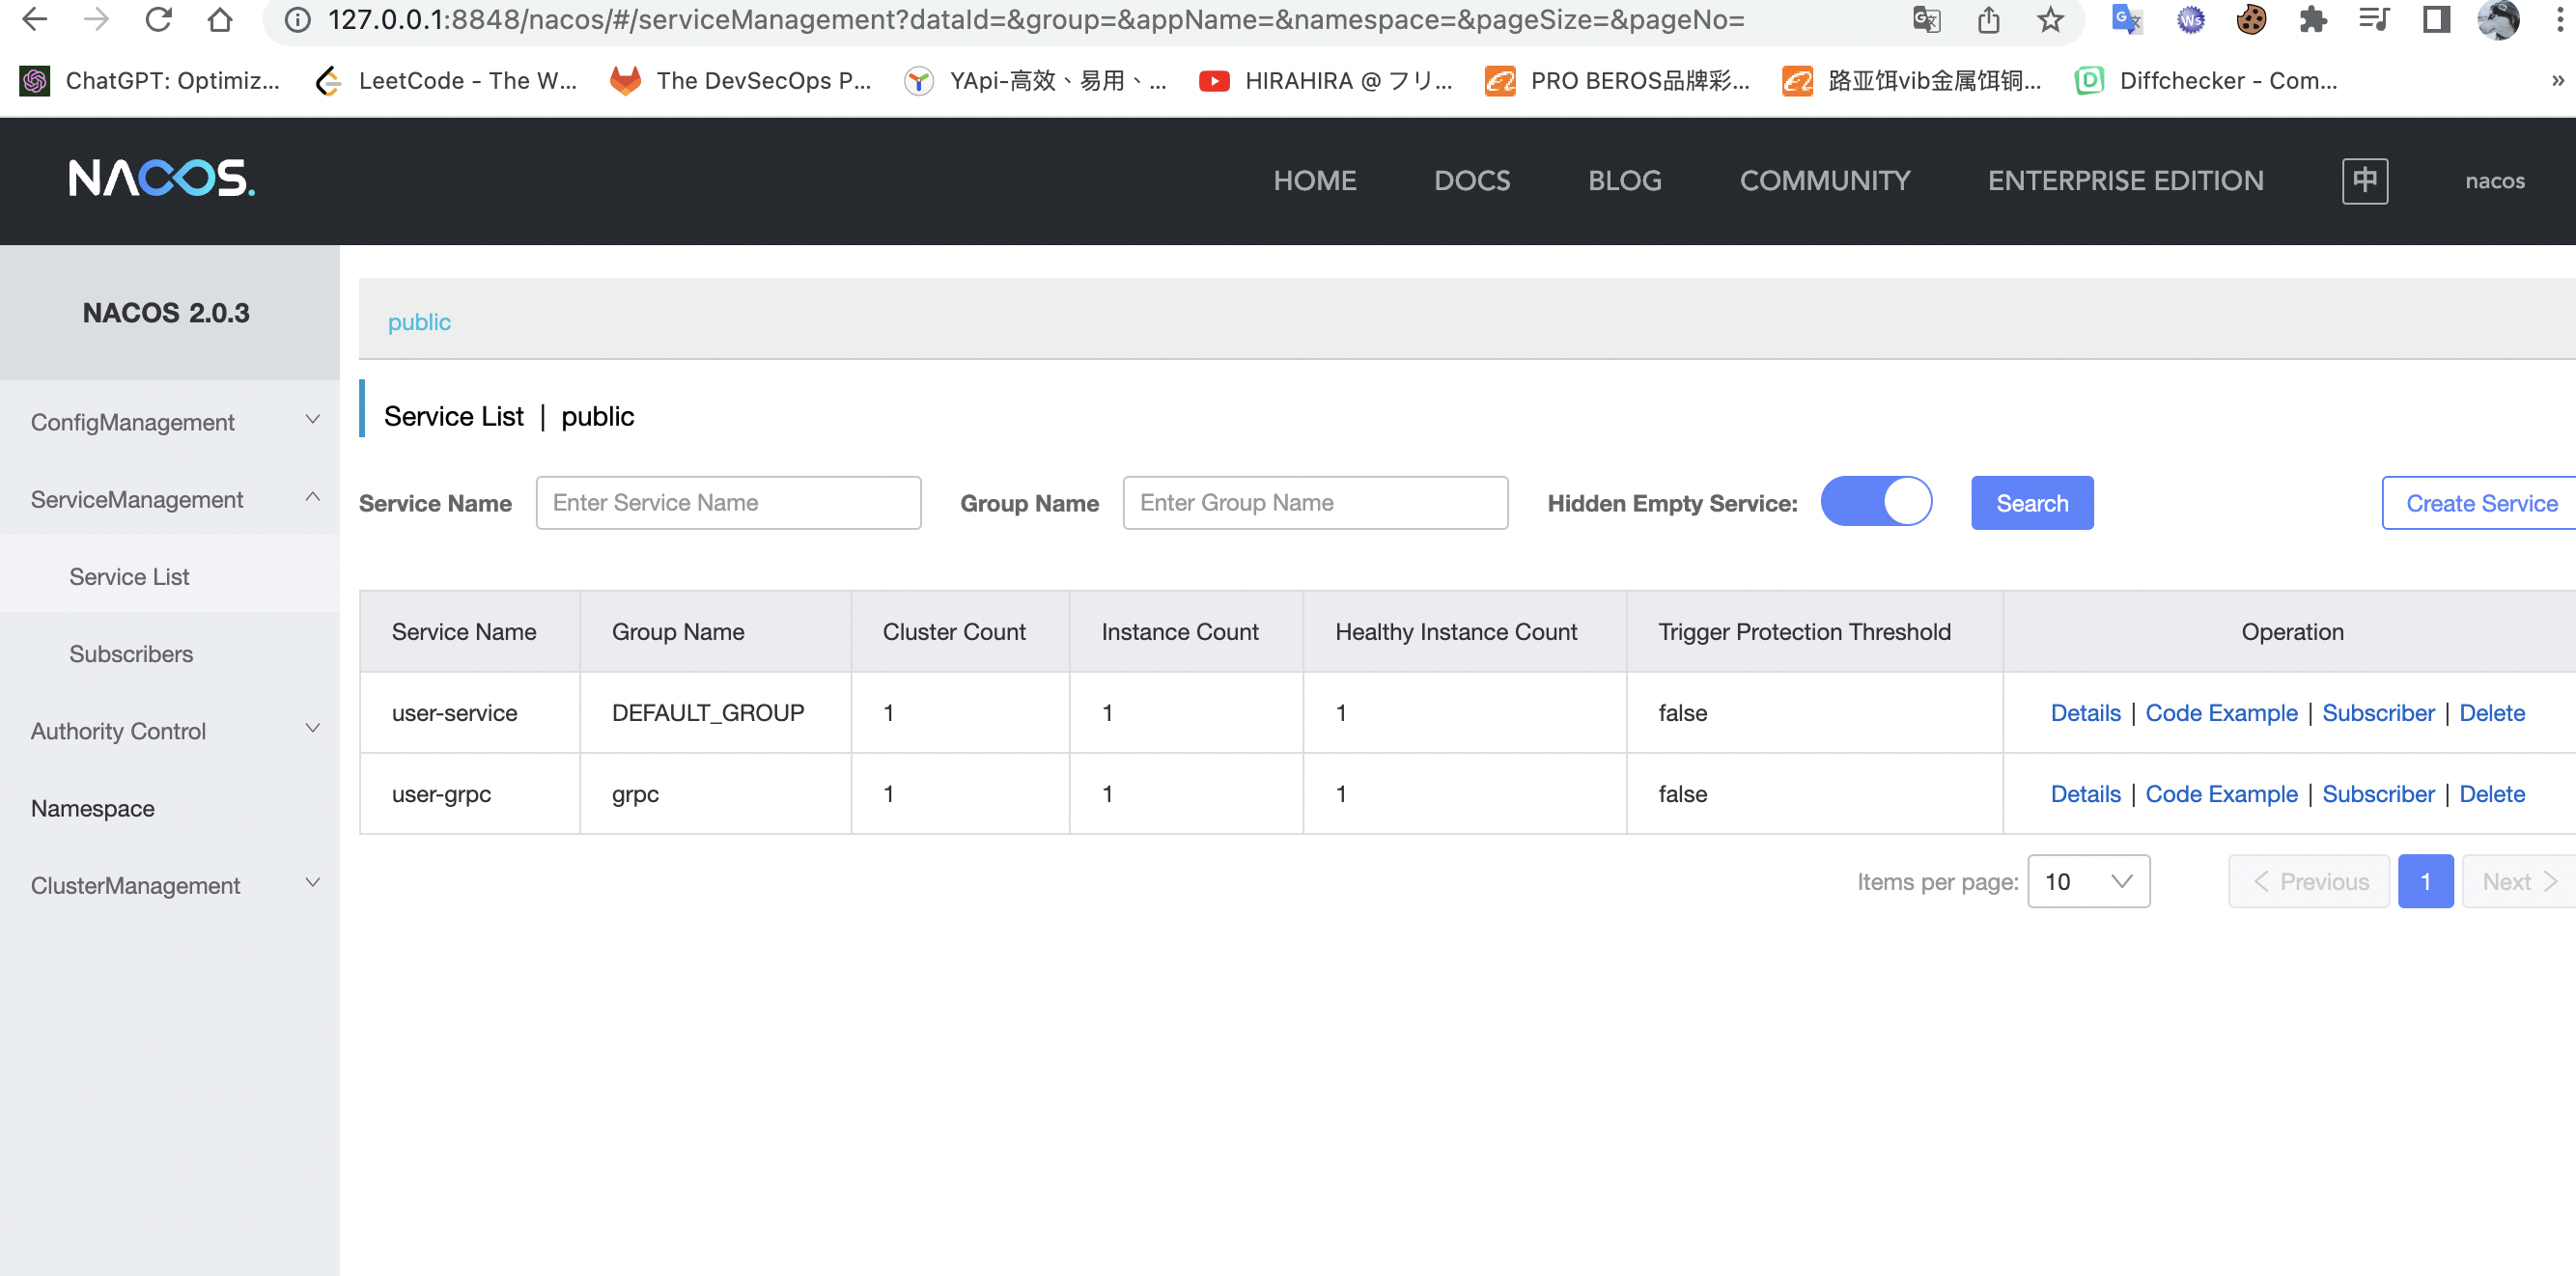 127.0.0.1:8848/nacos/#/serviceManagement?dataId=&group=&appName=&namespace=&pageSize=&pageNo=
ChatGPT: Optimiz... LeetCode - The W... The DevSecOps P... YApi-高效、易用、... HIRAHIRA @ フリ... PRO BEROS品牌彩... 路亚饵vib金属饵铜... Diffchecker - Com... »
NACOS. HOME DOCS BLOG COMMUNITY ENTERPRISE EDITION 中 nacos
NACOS 2.0.3
ConfigManagement
ServiceManagement
Service List
Subscribers
Authority Control
Namespace
ClusterManagement
public
Service List | public
Service Name Enter Service Name Group Name Enter Group Name Hidden Empty Service: Search Create Service
Service Name Group Name Cluster Count Instance Count Healthy Instance Count Trigger Protection Threshold Operation
user-service DEFAULT_GROUP 1 1 1 false Details | Code Example | Subscriber | Delete
user-grpc grpc 1 1 1 false Details | Code Example | Subscriber | Delete
Items per page: 10 Previous 1 Next